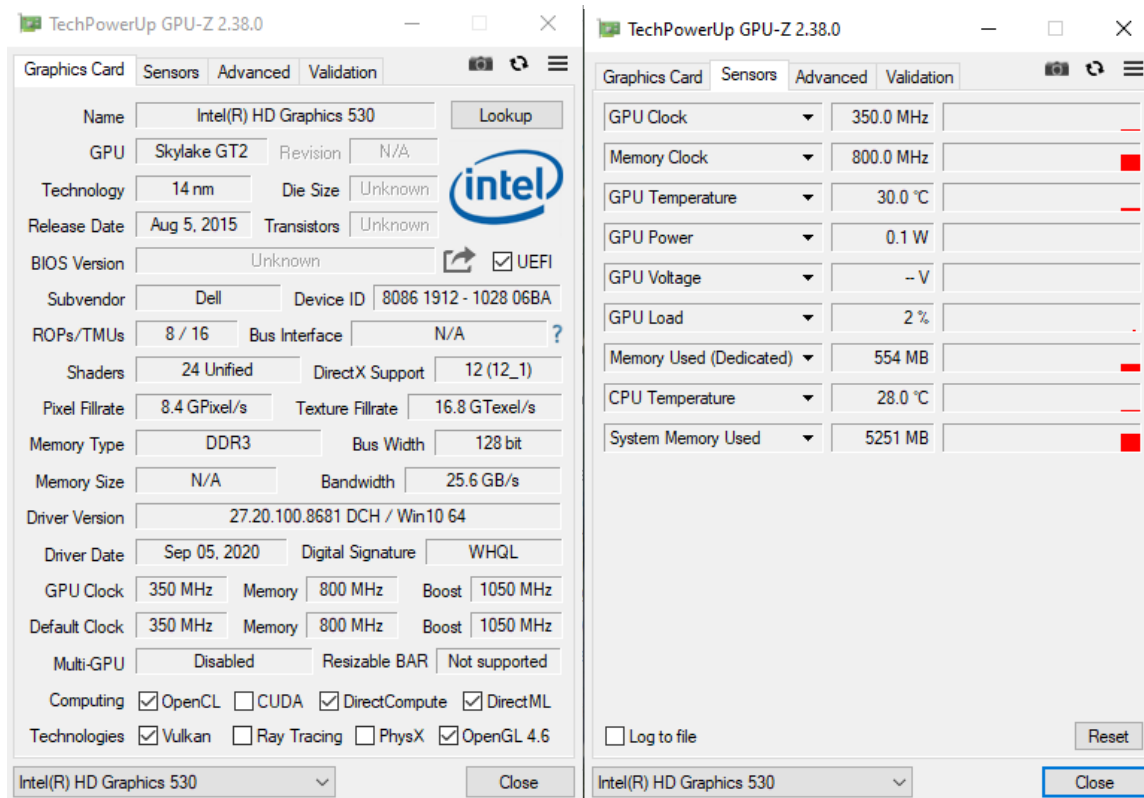 TechPowerUp GPU-Z 2.38.0
Graphics Card Sensors Advanced Validation
Name Intel(R) HD Graphics 530 Lookup
GPU Skylake GT2 Revision N/A
intel
Technology 14 nm Die Size Unknown
Release Date Aug 5, 2015 Transistors Unknown
BIOS Version Unknown UEFI
Subvendor Dell Device ID 8086 1912 - 1028 06BA
ROPs/TMUs 8 / 16 Bus Interface N/A ?
Shaders 24 Unified DirectX Support 12 (12_1)
Pixel Fillrate 8.4 GPixel/s Texture Fillrate 16.8 GTexel/s
Memory Type DDR3 Bus Width 128 bit
Memory Size N/A Bandwidth 25.6 GB/s
Driver Version 27.20.100.8681 DCH / Win10 64
Driver Date Sep 05, 2020 Digital Signature WHQL
GPU Clock 350 MHz Memory 800 MHz Boost 1050 MHz
Default Clock 350 MHz Memory 800 MHz Boost 1050 MHz
Multi-GPU Disabled Resizable BAR Not supported
Computing OpenCL CUDA DirectCompute DirectML
Technologies Vulkan Ray Tracing PhysX OpenGL 4.6
Intel(R) HD Graphics 530 Close
TechPowerUp GPU-Z 2.38.0
Graphics Card Sensors Advanced Validation
GPU Clock 350.0 MHz
Memory Clock 800.0 MHz
GPU Temperature 30.0 °C
GPU Power 0.1 W
GPU Voltage -- V
GPU Load 2 %
Memory Used (Dedicated) 554 MB
CPU Temperature 28.0 °C
System Memory Used 5251 MB
Log to file Reset
Intel(R) HD Graphics 530 Close